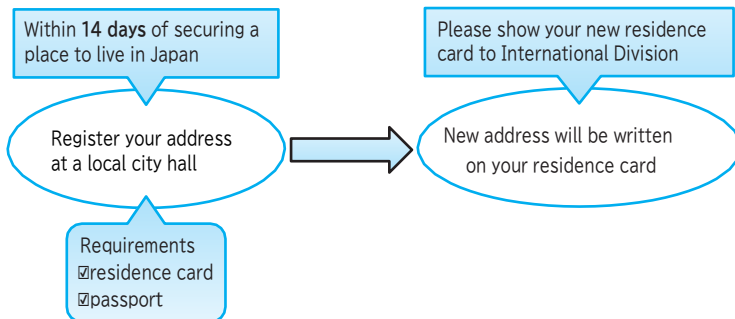 Within 14 days of securing a
place to live in Japan
Register your address
at a local city hall
Requirements
☑residence card
☑passport
Please show your new residence
card to International Division
New address will be written
on your residence card